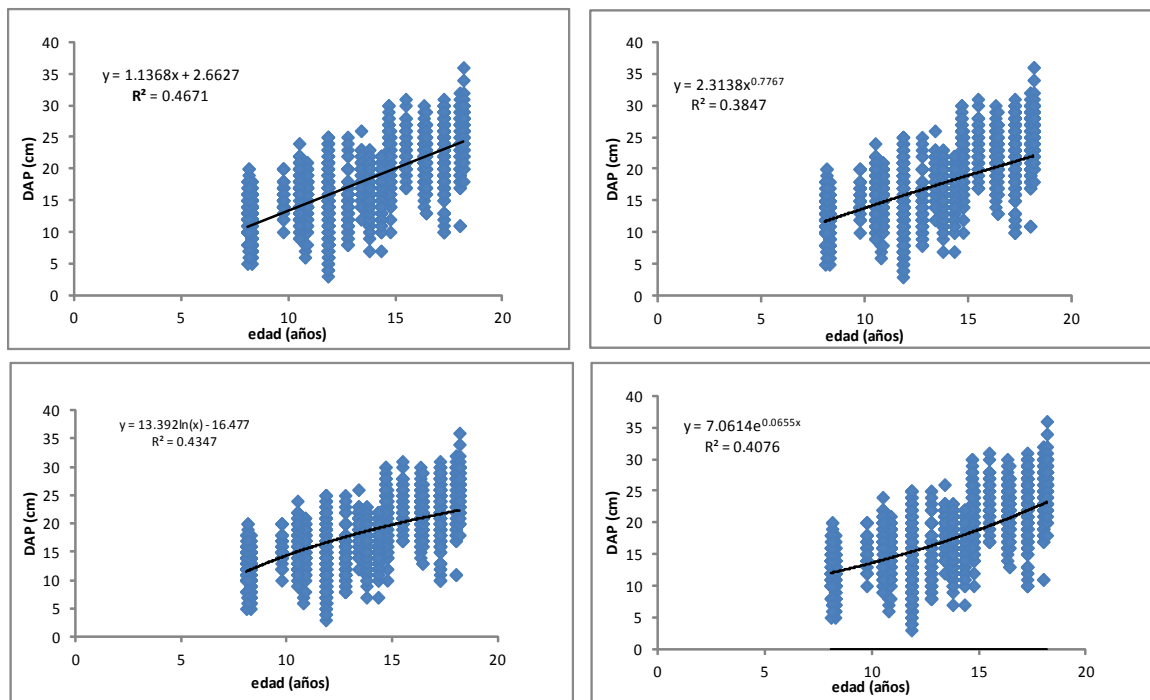 y = 1.1368x + 2.6627
R² = 0.4671
DAP (cm)
40
35
30
25
20
15
10
5
0
0 5 10 15 20
edad (años)
y = 2.3138x^0.7767
R² = 0.3847
DAP (cm)
40
35
30
25
20
15
10
5
0
0 5 10 15 20
edad (años)
y = 13.392ln(x) - 16.477
R² = 0.4347
DAP (cm)
40
35
30
25
20
15
10
5
0
0 5 10 15 20
edad (años)
y = 7.0614e^0.0655x
R² = 0.4076
DAP (cm)
40
35
30
25
20
15
10
5
0
0 5 10 15 20
edad (años)